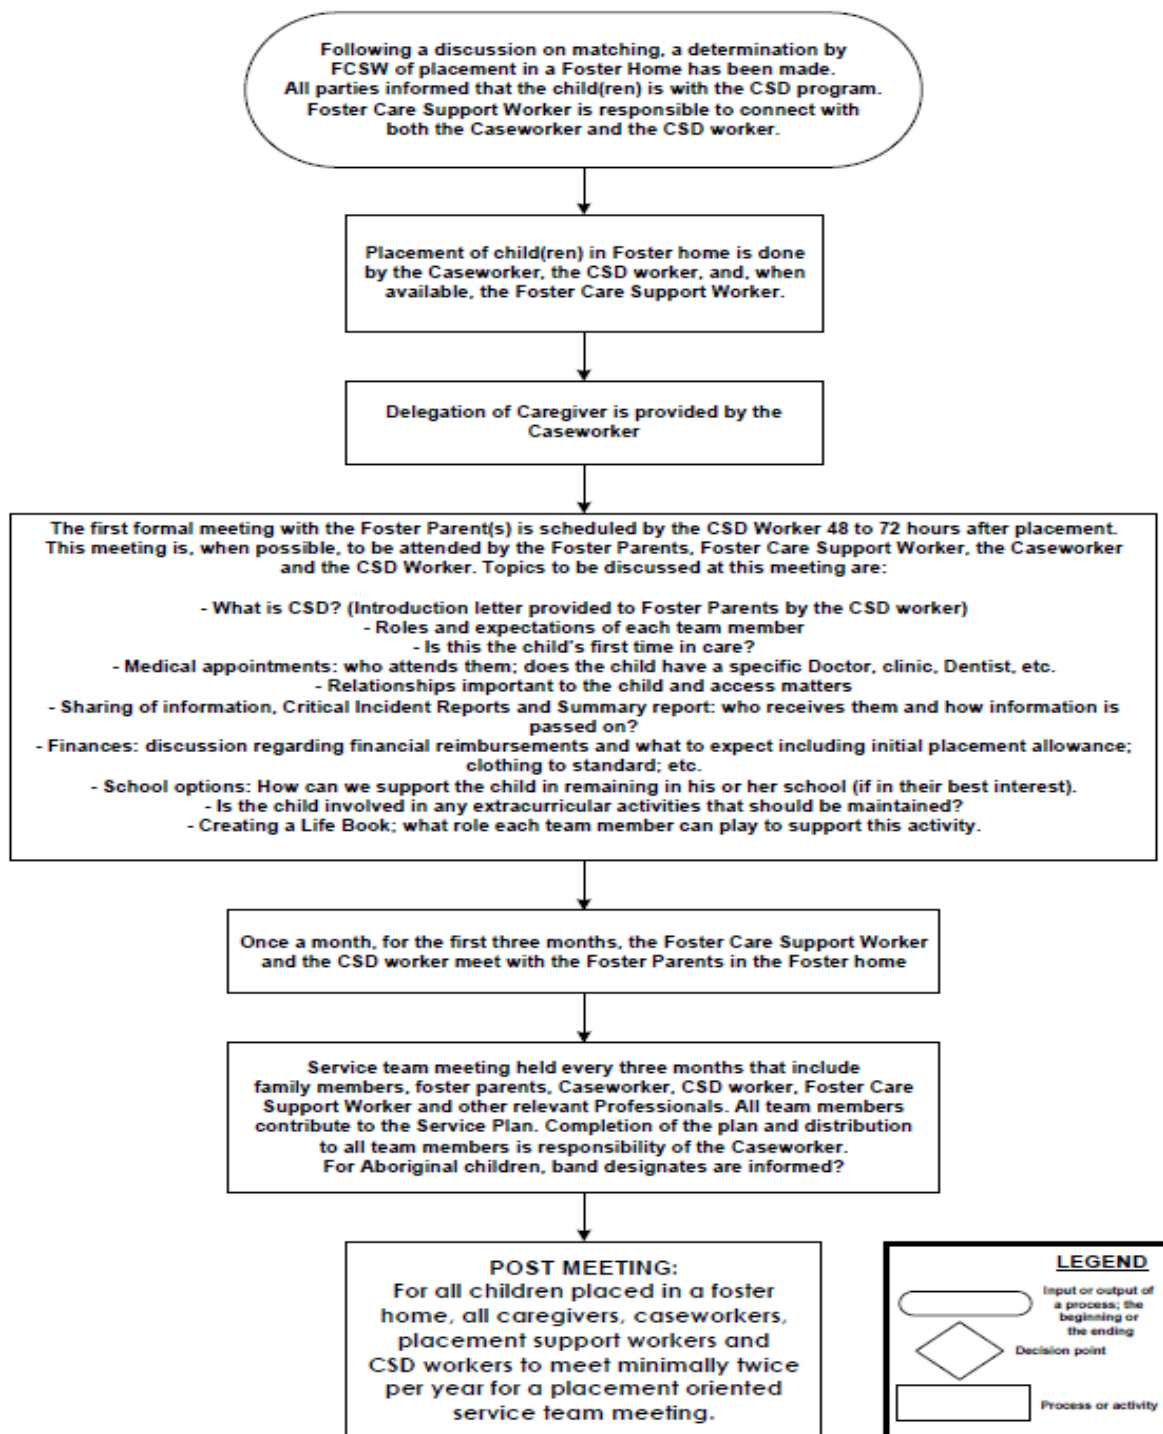 Following a discussion on matching, a determination by
FCSW of placement in a Foster Home has been made.
All parties informed that the child(ren) is with the CSD program.
Foster Care Support Worker is responsible to connect with
both the Caseworker and the CSD worker.
Placement of child(ren) in Foster home is done
by the Caseworker, the CSD worker, and, when
available, the Foster Care Support Worker.
Delegation of Caregiver is provided by the
Caseworker
The first formal meeting with the Foster Parent(s) is scheduled by the CSD Worker 48 to 72 hours after placement.
This meeting is, when possible, to be attended by the Foster Parents, Foster Care Support Worker, the Caseworker
and the CSD Worker. Topics to be discussed at this meeting are:
- What is CSD? (Introduction letter provided to Foster Parents by the CSD worker)
- Roles and expectations of each team member
- Is this the child's first time in care?
- Medical appointments: who attends them; does the child have a specific Doctor, clinic, Dentist, etc.
- Relationships important to the child and access matters
- Sharing of information, Critical Incident Reports and Summary report: who receives them and how information is
passed on?
- Finances: discussion regarding financial reimbursements and what to expect including initial placement allowance;
clothing to standard; etc.
- School options: How can we support the child in remaining in his or her school (if in their best interest).
- Is the child involved in any extracurricular activities that should be maintained?
- Creating a Life Book; what role each team member can play to support this activity.
Once a month, for the first three months, the Foster Care Support Worker
and the CSD worker meet with the Foster Parents in the Foster home
Service team meeting held every three months that include
family members, foster parents, Caseworker, CSD worker, Foster Care
Support Worker and other relevant Professionals. All team members
contribute to the Service Plan. Completion of the plan and distribution
to all team members is responsibility of the Caseworker.
For Aboriginal children, band designates are informed?
POST MEETING:
For all children placed in a foster
home, all caregivers, caseworkers,
placement support workers and
CSD workers to meet minimally twice
per year for a placement oriented
service team meeting.
LEGEND
Input or output of
a process; the
beginning or
the ending
Decision point
Process or activity